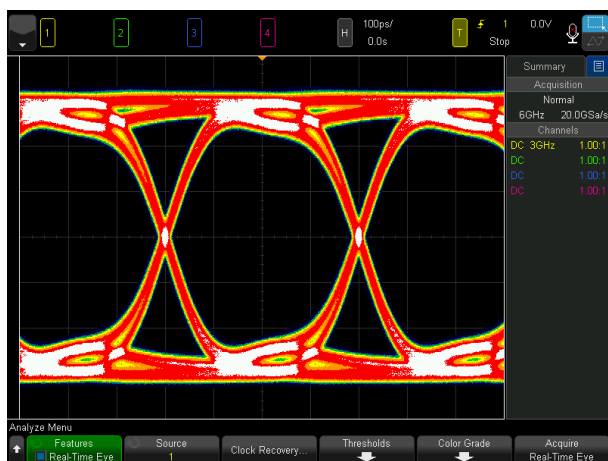 1 2 3 4 H 100ps/ 0.0s T 1 Stop 0.0V
Summary
Acquisition
Normal
6GHz 20.0GSa/s
Channels
DC 3GHz 1.00:1
DC 1.00:1
DC 1.00:1
DC 1.00:1
Analyze Menu
Features
Real-Time Eye
Source
1
Clock Recovery...
Thresholds
Color Grade
Acquire
Real-Time Eye